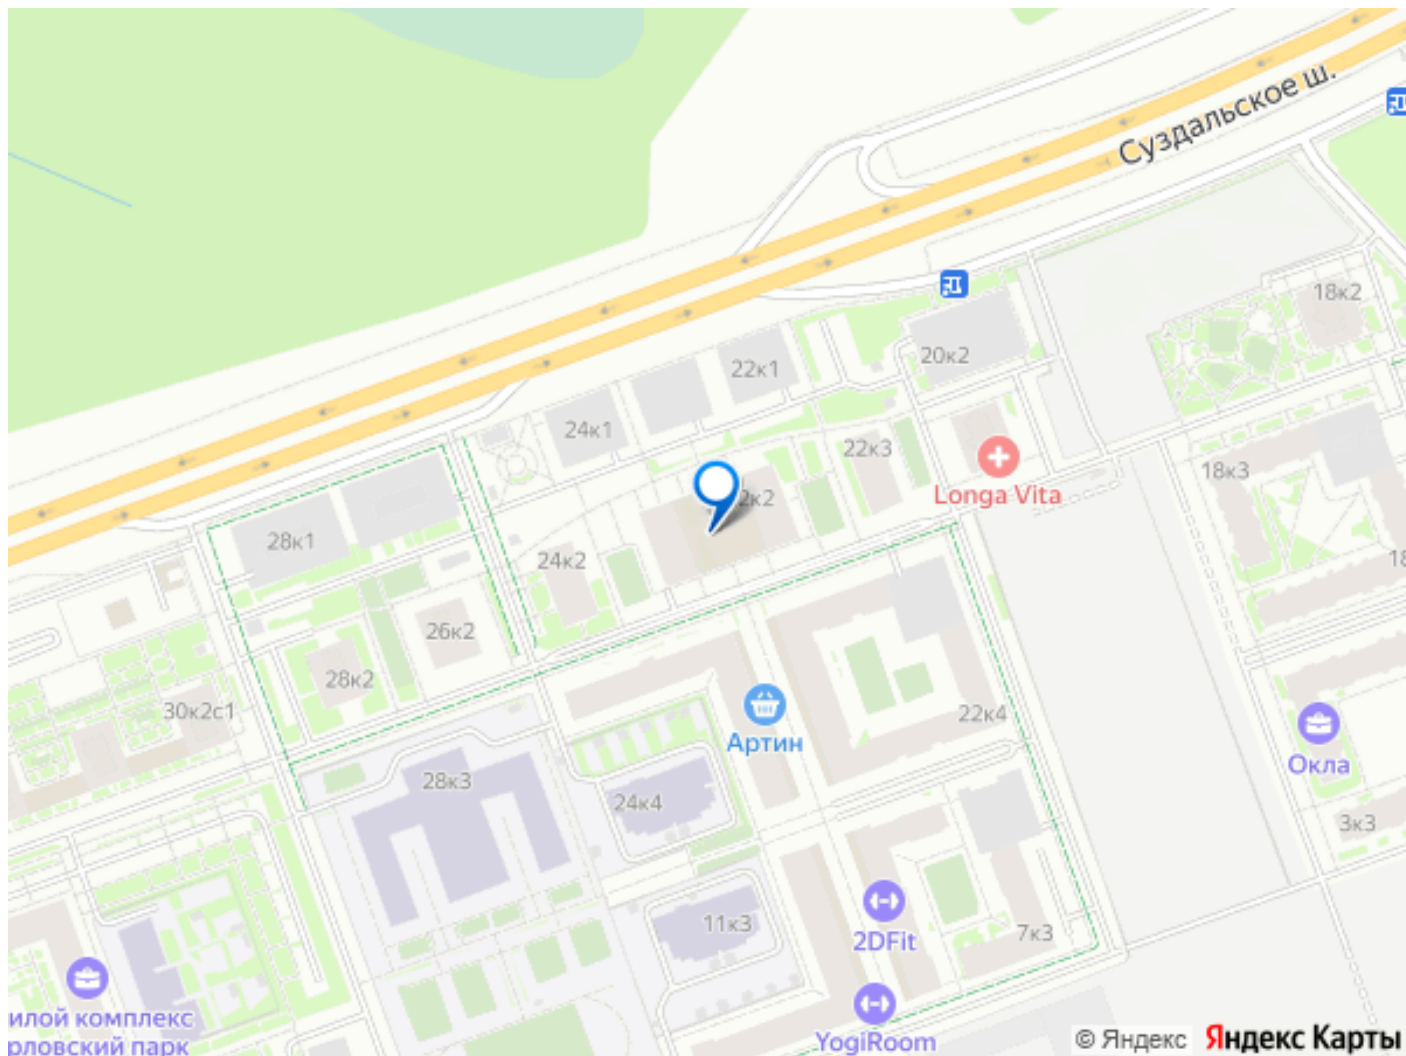 Суздальское ш.
18к2
20к2
22к1
24к1
22к3
Longa Vita
18к3
2к2
28к1
24к2
26к2
28к2
30к2с1
22к4
Артин
Окла
28к3
24к4
3к3
11к3
2DFit
7к3
илой комплекс
рловский парк
YogiRoom
© Яндекс
Яндекс Карты